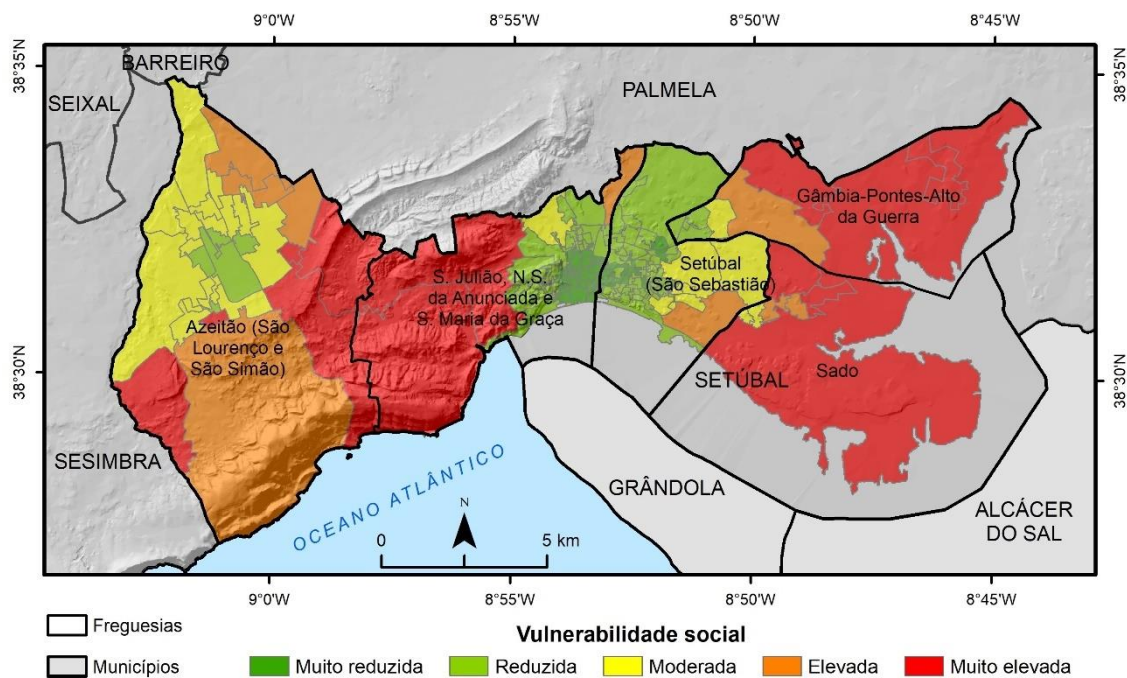 9°0'W 8°55'W 8°50'W 8°45'W
38°35'N
38°35'N
BARREIRO
SEIXAL
PALMELA
Gâmbia-Pontes-Alto
da Guerra
S. Julião, N.S.
da Anunciada e
S. Maria da Graça
Setúbal
(São Sebastião)
Azeitão (São
Lourenço e
São Simão)
38°30'N
38°30'N
SETÚBAL
Sado
SESIMBRA
OCEANO ATLÂNTICO
GRÂNDOLA
ALCÁCER
DO SAL
N
0 5 km
9°0'W 8°55'W 8°50'W 8°45'W
Freguesias
Municípios
Vulnerabilidade social
Muito reduzida Reduzida Moderada Elevada Muito elevada